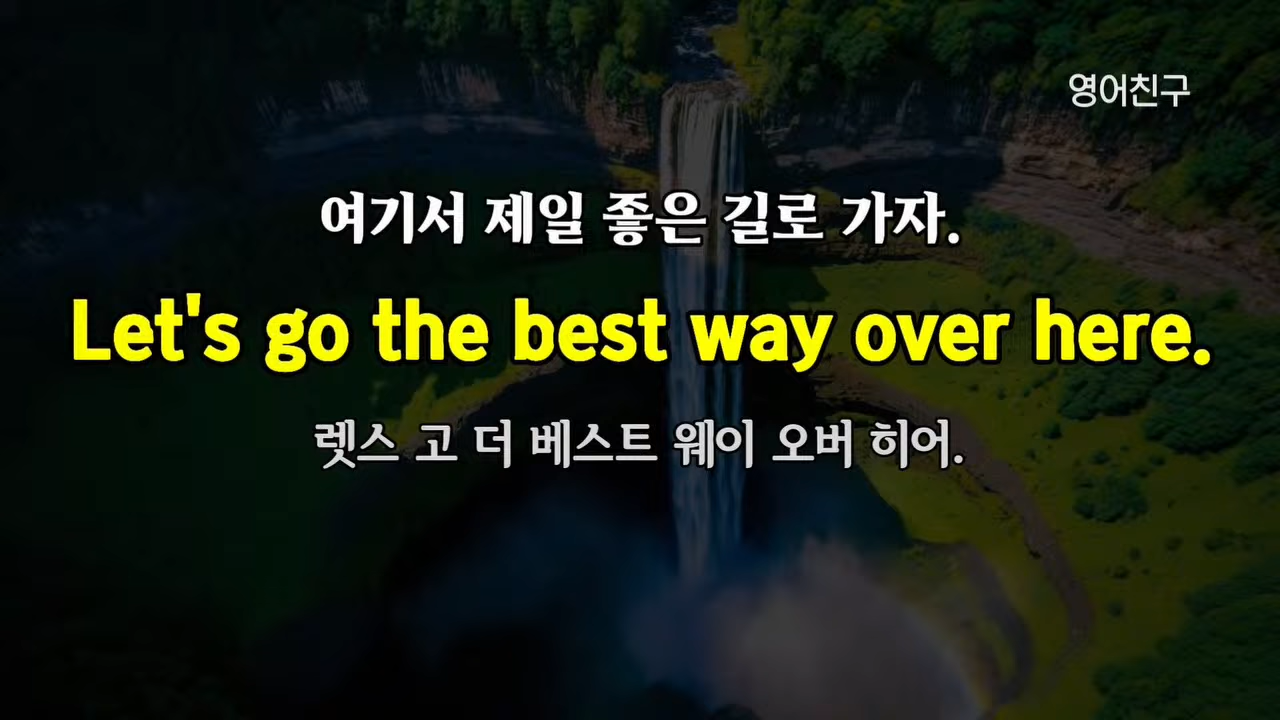 영어친구
여기서 제일 좋은 길로 가자.
Let's go the best way over here.
렛스 고 더 베스트 웨이 오버 히어.